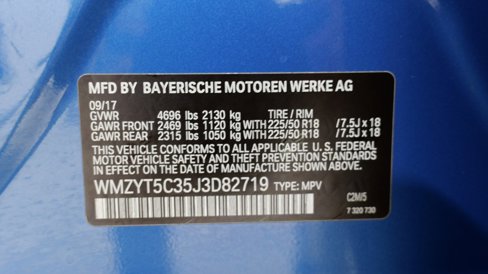 MFD BY BAYERISCHE MOTOREN WERKE AG
09/17
GVWR 4696 lbs 2130 kg TIRE / RIM
GAWR FRONT 2469 lbs 1120 kg WITH 225/50 R18 /7.5J x 18
GAWR REAR 2315 lbs 1050 kg WITH 225/50 R18 /7.5J x 18
THIS VEHICLE CONFORMS TO ALL APPLICABLE U. S. FEDERAL
MOTOR VEHICLE SAFETY AND THEFT PREVENTION STANDARDS
IN EFFECT ON THE DATE OF MANUFACTURE SHOWN ABOVE.
WMZYT5C35J3D82719 TYPE: MPV
C2M/5
7 320 730